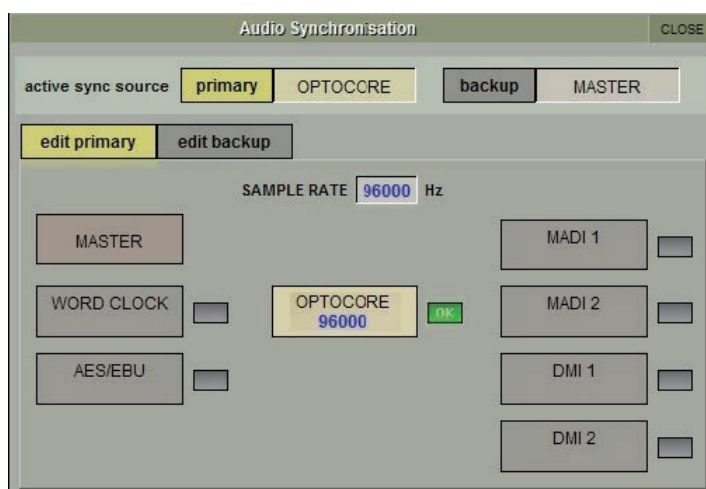 Audio Synchronisation CLOSE
active sync source primary OPTOCORE backup MASTER
edit primary edit backup
SAMPLE RATE 96000 Hz
MASTER
MADI 1
WORD CLOCK
OPTOCORE
96000
OK
MADI 2
AES/EBU
DMI 1
DMI 2